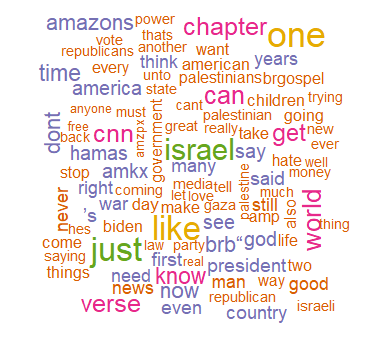 amazons power chapter one
vote thats
republicans another want
time every think american years
america unto palestinians brgospel
state can children trying
anyone must cant palestinian going
dont free cnn amzpx government great really take get new
back israel ever
hamas many say hate well
stop amkx media tell said palestine money
right coming let love much world
never 's war day make gaza still also
hes biden like see amp thing
come just brb“ god life
saying law party
things need first real president two
know man way good
news now republican
verse even country israeli